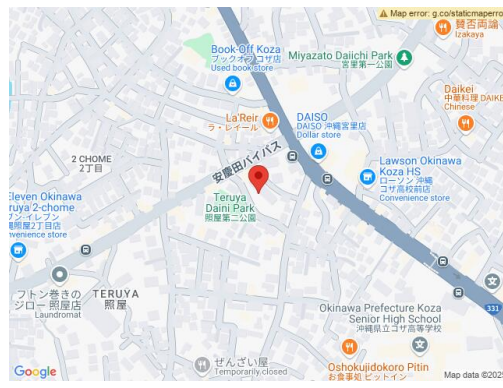 Map error: g.co/staticmaperro
賛否両論
Izakaya
Book-Off Koza
ブックオフ コザ店
Used book store
Miyazato Daiichi Park
宮里第一公園
Daikei
中華料理 DAIKE
Chinese
La'Reir
ラ・レイール
DAISO
DAISO 沖縄宮里店
Dollar store
安慶田バイパス
2 CHOME
2丁目
Lawson Okinawa
Koza HS
ローソン 沖縄
コザ高校前店
Convenience store
Teruya
Daini Park
照屋第二公園
Eleven Okinawa
ruya 2-chome
ブン-イレブン
縄照屋2丁目店
venience store
フトン巻きの
ジロー 照屋店
Laundromat
TERUYA
照屋
331
Okinawa Prefecture Koza
Senior High School
沖縄県立コザ高等学校
ぜんざい屋
Temporarily closed
Oshokujidokoro Pitin
お食事処 ピットイン
Google
Map data ©202